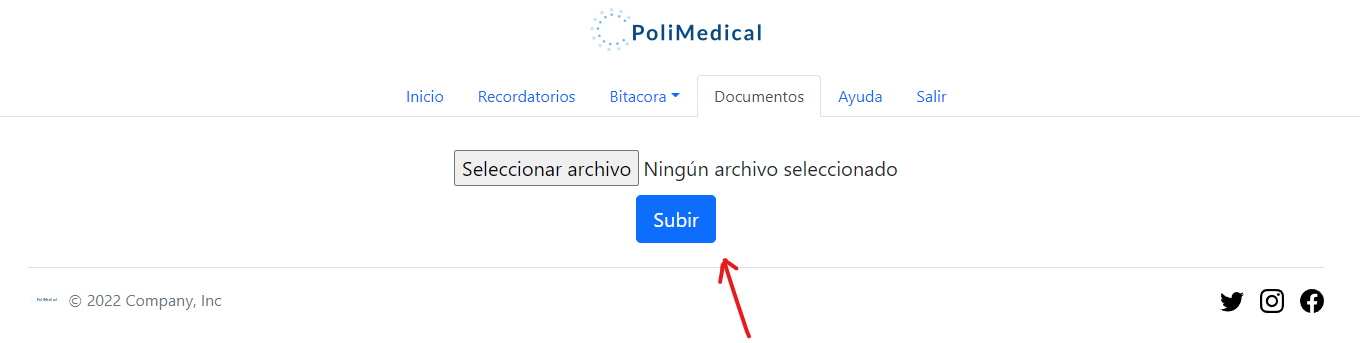 PoliMedical
Inicio Recordatorios Bitacora Documentos Ayuda Salir
Seleccionar archivo Ningún archivo seleccionado
Subir
PoliMedical © 2022 Company, Inc